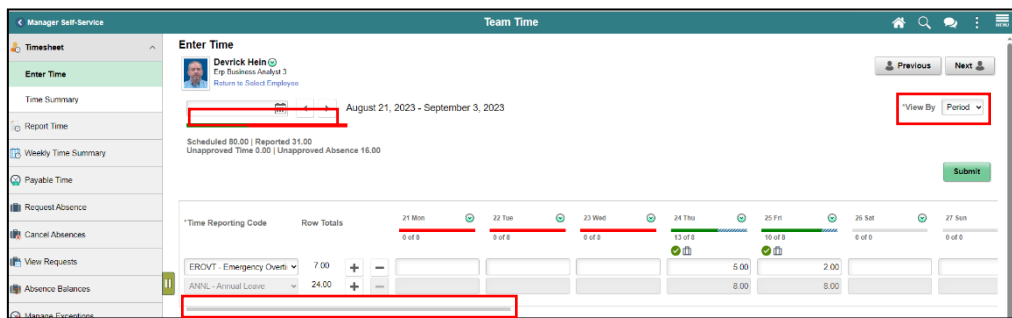 Manager Self-Service
Team Time
MENU
Timesheet
Enter Time
Time Summary
Report Time
Weekly Time Summary
Payable Time
Request Absence
Cancel Absences
View Requests
Absence Balances
Manage Exceptions
Enter Time
Devrick Hein
Erp Business Analyst 3
Return to Select Employee
Previous
Next
August 21, 2023 - September 3, 2023
*View By Period
Scheduled 80.00 | Reported 31.00
Unapproved Time 0.00 | Unapproved Absence 16.00
Submit
*Time Reporting Code Row Totals 21 Mon 22 Tue 23 Wed 24 Thu 25 Fri 26 Sat 27 Sun
0 of 8 0 of 8 0 of 8 13 of 8 10 of 8 0 of 0 0 of 0
EROVT - Emergency Overti 7.00 5.00 2.00
ANNL - Annual Leave 24.00 8.00 8.00